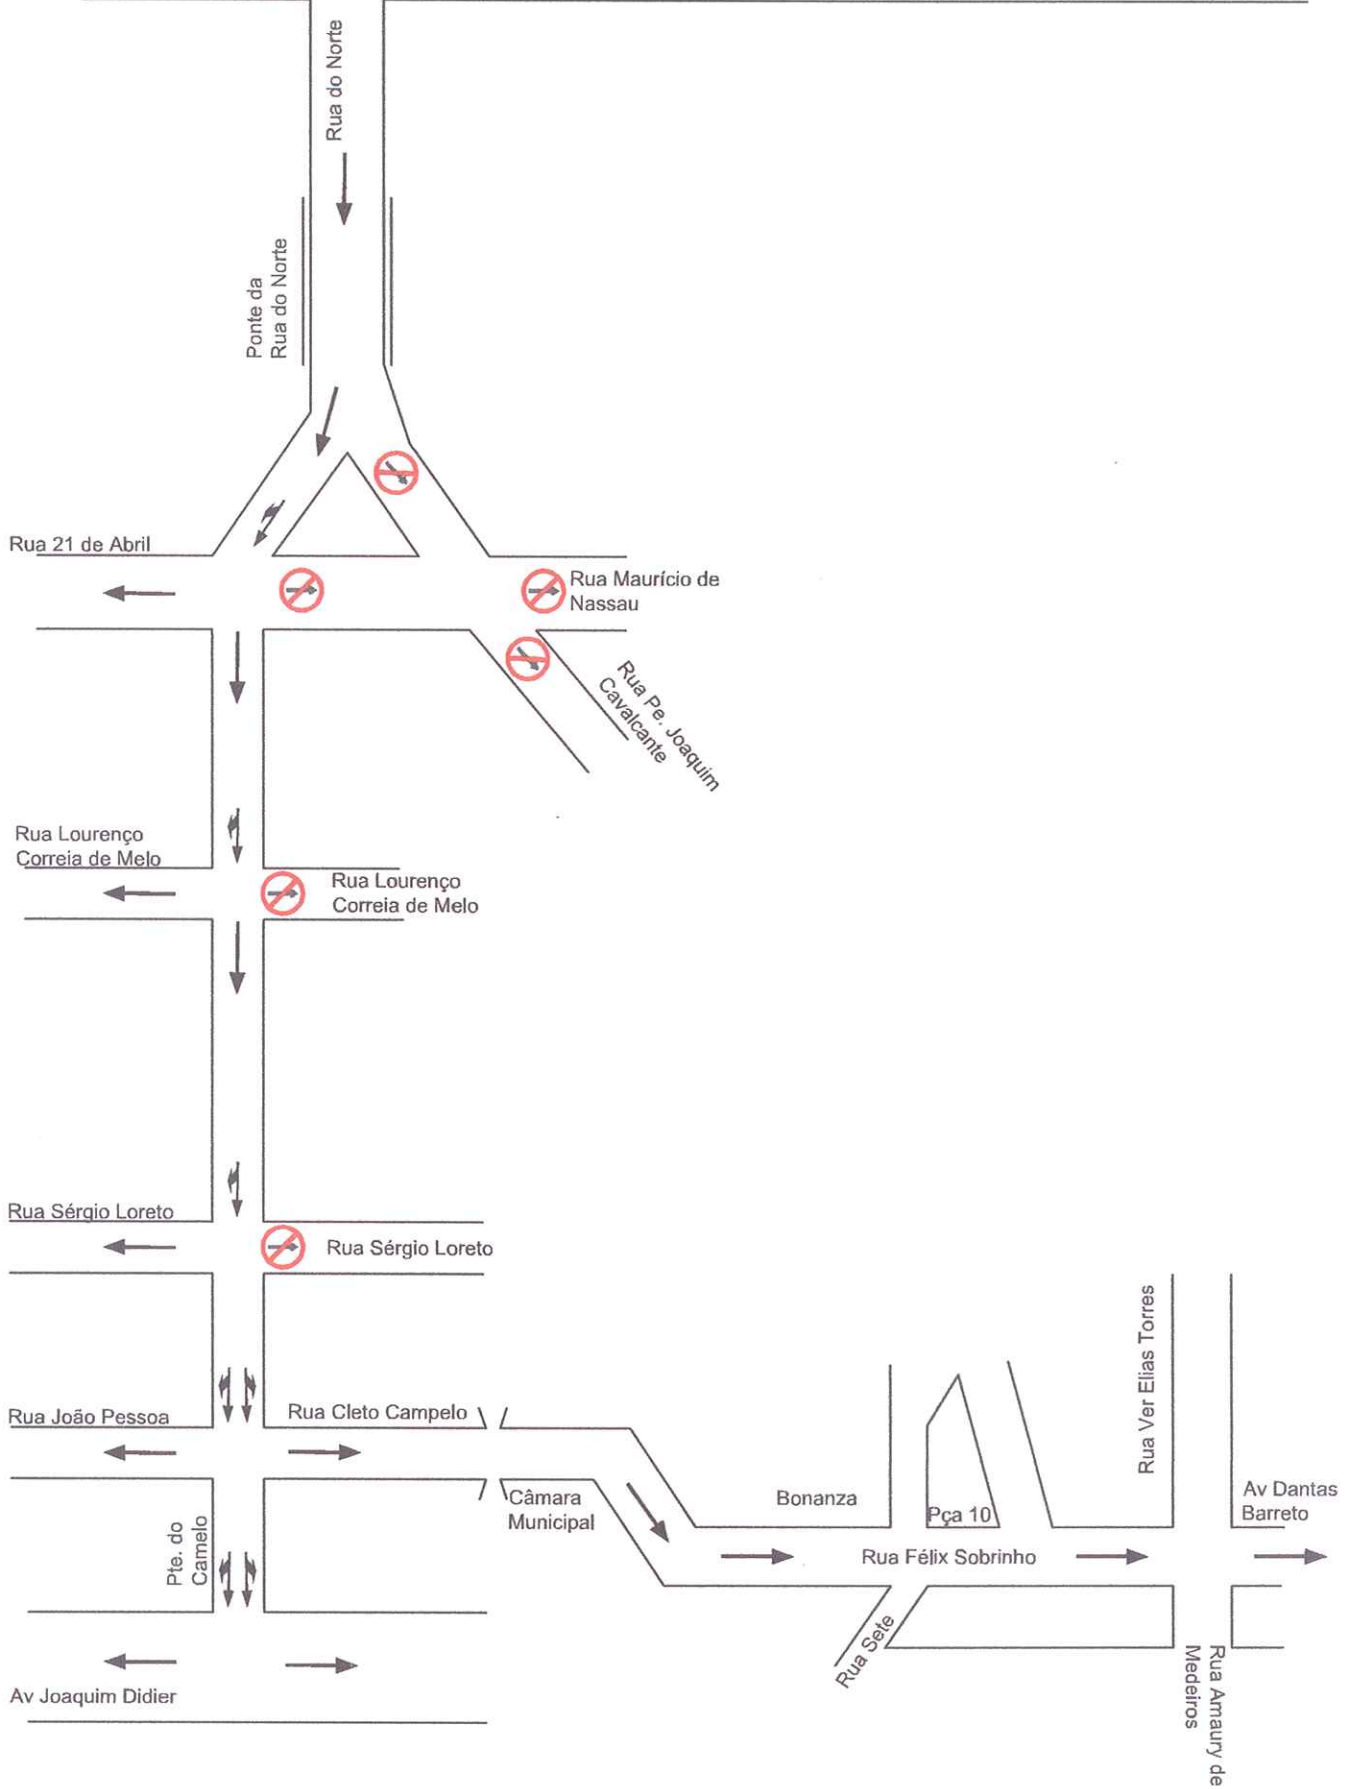 Rua do Norte
Ponte da
Rua do Norte
Rua 21 de Abril
Rua Maurício de
Nassau
Rua Pe. Joaquim
Cavalcante
Rua Lourenço
Correia de Melo
Rua Lourenço
Correia de Melo
Rua Sérgio Loreto
Rua Sérgio Loreto
Rua João Pessoa
Rua Cleto Campelo
Câmara
Municipal
Pte. do
Camelo
Bonanza
Pça 10
Rua Ver Elias Torres
Av Dantas
Barreto
Rua Félix Sobrinho
Rua Sete
Rua Amaury de
Medeiros
Av Joaquim Didier